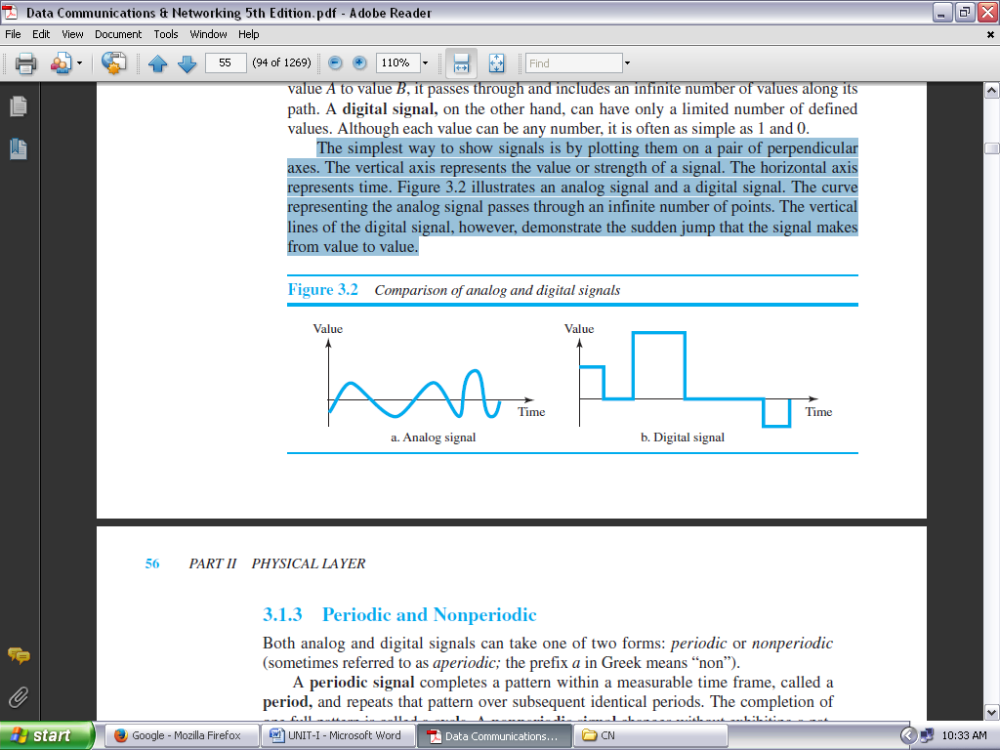 Data Communications & Networking 5th Edition.pdf - Adobe Reader
File Edit View Document Tools Window Help
55 (94 of 1269) 110% Find
value A to value B, it passes through and includes an infinite number of values along its
path. A digital signal, on the other hand, can have only a limited number of defined
values. Although each value can be any number, it is often as simple as 1 and 0.
The simplest way to show signals is by plotting them on a pair of perpendicular
axes. The vertical axis represents the value or strength of a signal. The horizontal axis
represents time. Figure 3.2 illustrates an analog signal and a digital signal. The curve
representing the analog signal passes through an infinite number of points. The vertical
lines of the digital signal, however, demonstrate the sudden jump that the signal makes
from value to value.
Figure 3.2 Comparison of analog and digital signals
Value
Time
a. Analog signal
Value
Time
b. Digital signal
56 PART II PHYSICAL LAYER
3.1.3 Periodic and Nonperiodic
Both analog and digital signals can take one of two forms: periodic or nonperiodic
(sometimes referred to as aperiodic; the prefix a in Greek means “non”).
A periodic signal completes a pattern within a measurable time frame, called a
period, and repeats that pattern over subsequent identical periods. The completion of
start Google - Mozilla Firefox UNIT-I - Microsoft Word Data Communications... CN 10:33 AM